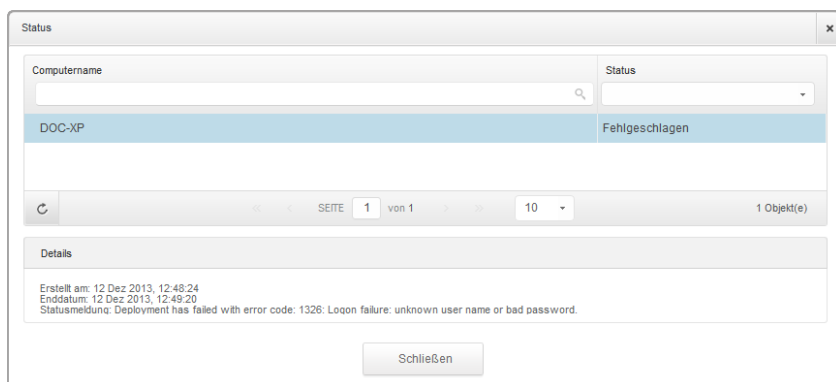 Status
Computername Status
DOC-XP Fehlgeschlagen
SEITE 1 von 1 10 1 Objekt(e)
Details
Erstellt am: 12 Dez 2013, 12:48:24
Enddatum: 12 Dez 2013, 12:49:20
Statusmeldung: Deployment has failed with error code: 1326: Logon failure: unknown user name or bad password.
Schließen